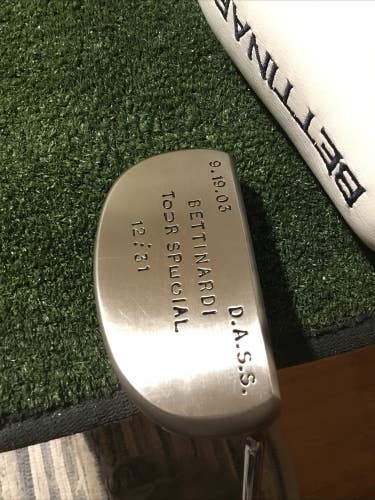 9.19.03
D.A.S.S.
BETTINARDI
TOUR SPECIAL
12:31
BETTINAR